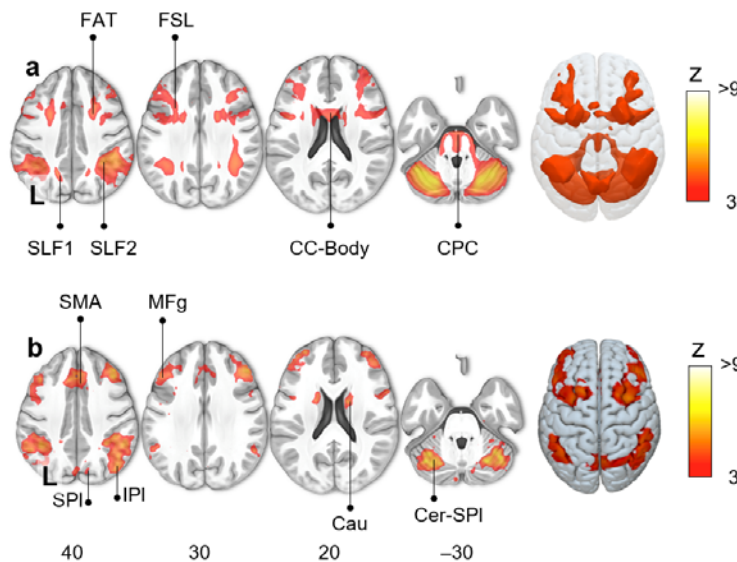 FAT FSL
a
Z
>9
3
L
SLF1 SLF2 CC-Body CPC
SMA MFg
b
Z
>9
3
L
SPl IPl Cau Cer-SPl
40 30 20 –30